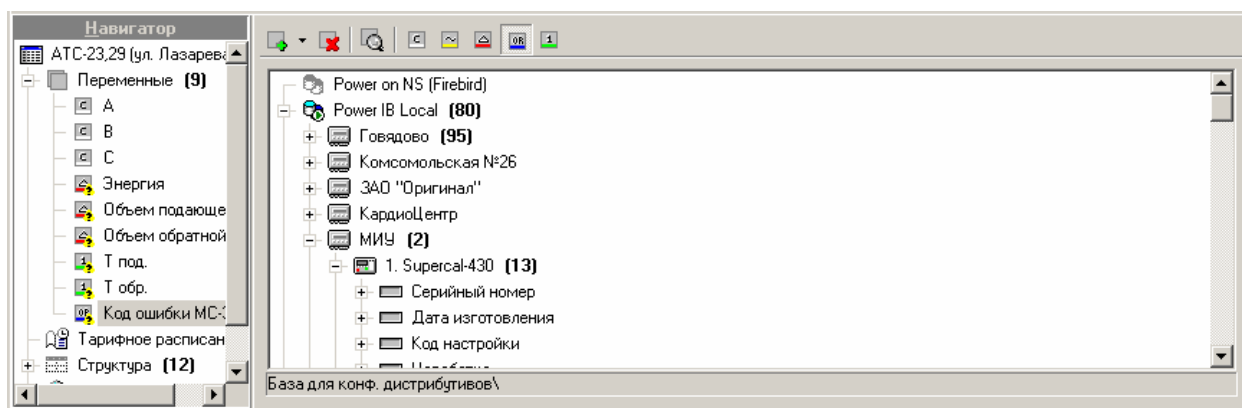 Навигатор
АТС-23,29 (ул. Лазарева
Переменные (9)
A
B
C
Энергия
Объем подающе
Объем обратной
Т под.
Т обр.
Код ошибки МС-3
Тарифное расписан
Структура (12)
Power on NS (Firebird)
Power IB Local (80)
Говядово (95)
Комсомольская №26
ЗАО "Оригинал"
КардиоЦентр
МИУ (2)
1. Supercal-430 (13)
Серийный номер
Дата изготовления
Код настройки
База для конф. дистрибутивов\